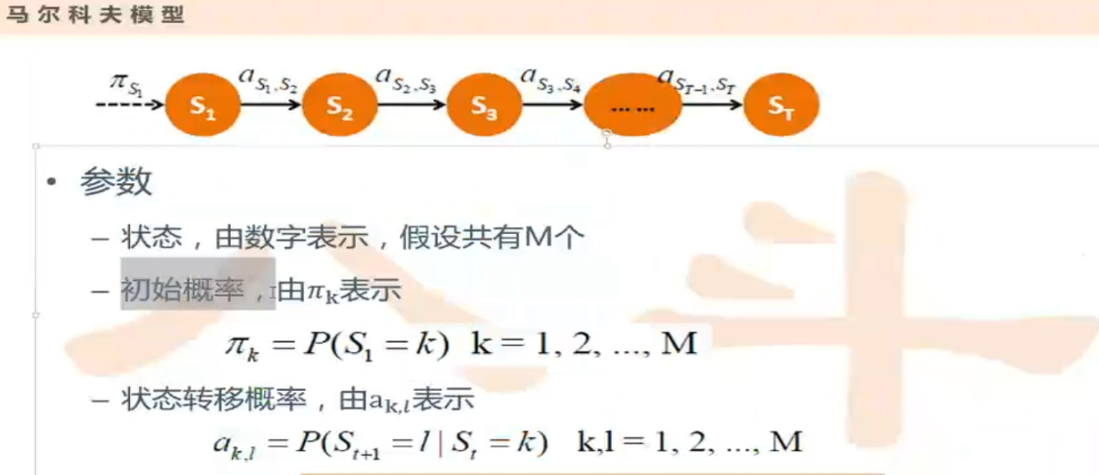 马尔科夫模型
π_{S_1} a_{S_1,S_2} a_{S_2,S_3} a_{S_3,S_4} a_{S_{T-1},S_T}
S_1 S_2 S_3 …… S_T
• 参数
– 状态，由数字表示，假设共有M个
– 初始概率，由π_k表示
π_k = P(S_1 = k) k = 1, 2, ..., M
– 状态转移概率，由a_{k,l}表示
a_{k,l} = P(S_{t+1} = l | S_t = k) k,l = 1, 2, ..., M
八斗